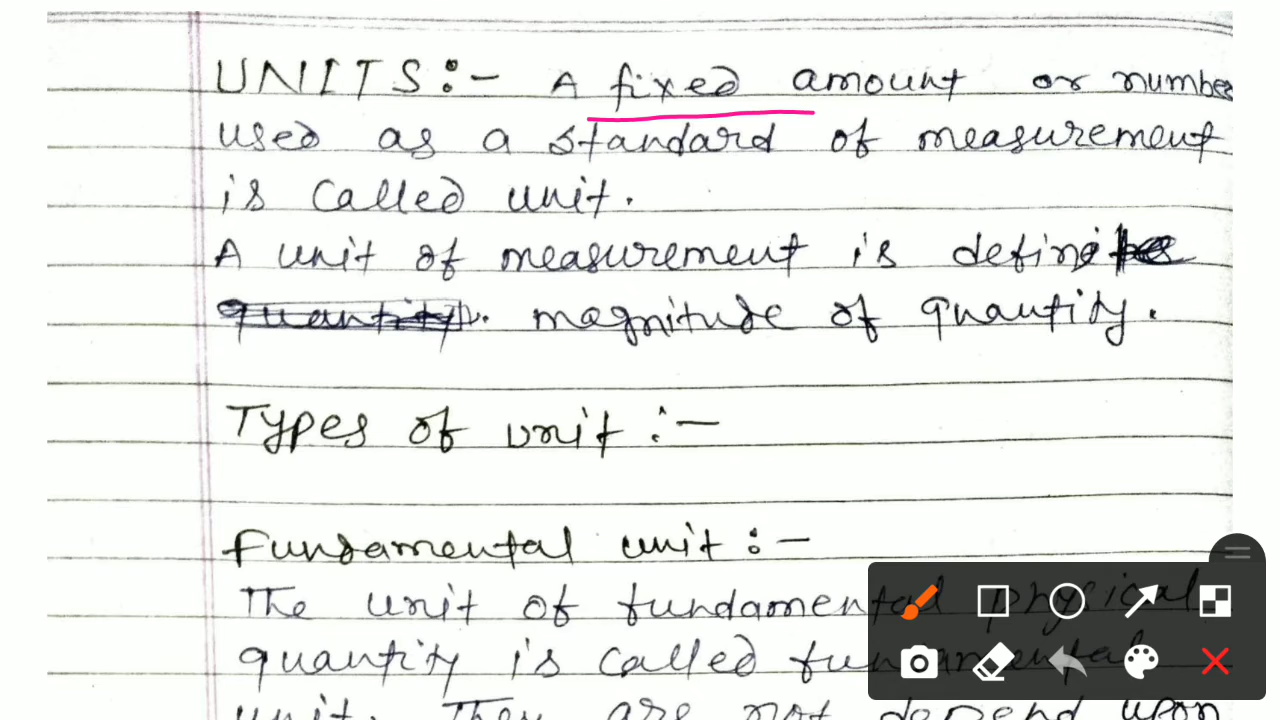 UNITS:- A fixed amount or number
used as a standard of measurement
is called unit.
A unit of measurement is defini
magnitude of quantity.
Types of unit :-
Fundamental unit :-
The unit of fundamental physical
quantity is called fundamental
unit. They are not depend upon